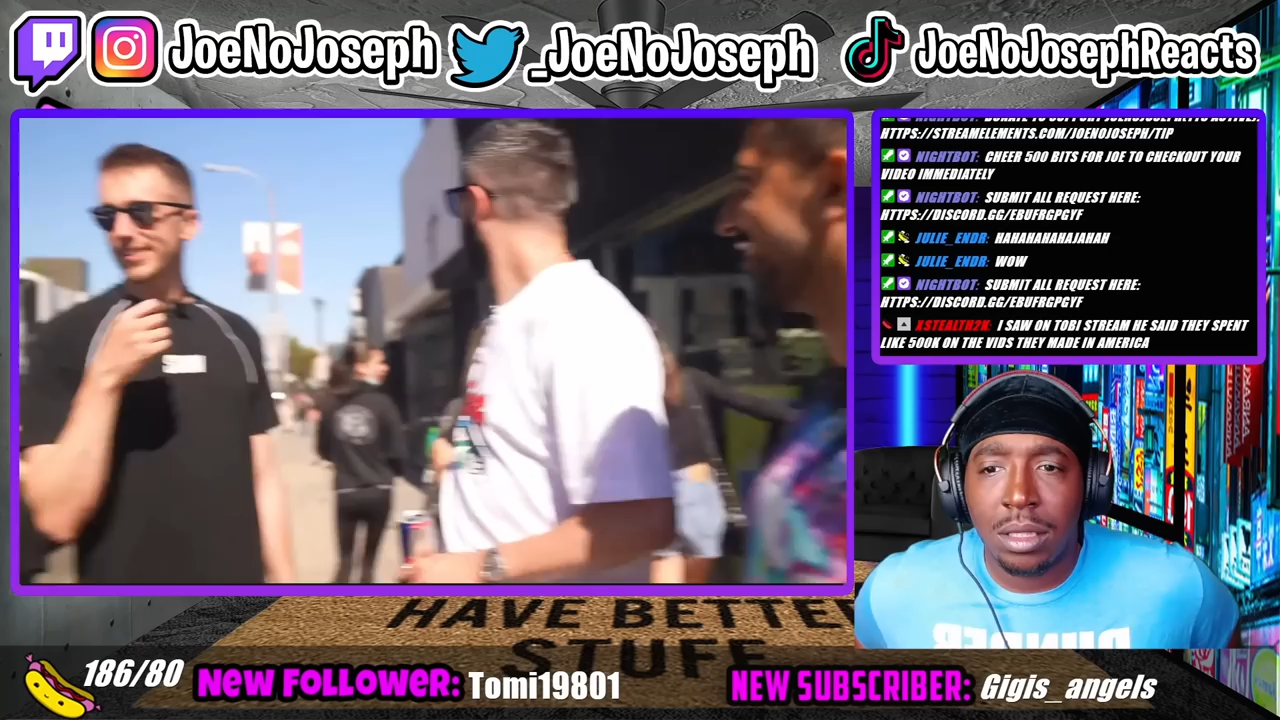 JoeNoJoseph _JoeNoJoseph JoeNoJosephReacts
HTTPS://STREAMELEMENTS.COM/JOENOJOSEPH/TIP
NIGHTBOT: CHEER 500 BITS FOR JOE TO CHECKOUT YOUR
VIDEO IMMEDIATELY
NIGHTBOT: SUBMIT ALL REQUEST HERE:
HTTPS://DISCORD.GG/EBUFRGPGYF
JULIE_ENDR: HAHAHAHAHAJAHAH
JULIE_ENDR: WOW
NIGHTBOT: SUBMIT ALL REQUEST HERE:
HTTPS://DISCORD.GG/EBUFRGPGYF
XSTEALTH2K: I SAW ON TOBI STREAM HE SAID THEY SPENT
LIKE 500K ON THE VIDS THEY MADE IN AMERICA
HAVE BETTE
STUFF
186/80 New Follower: Tomi19801 NEW SUBSCRIBER: Gigis_angels